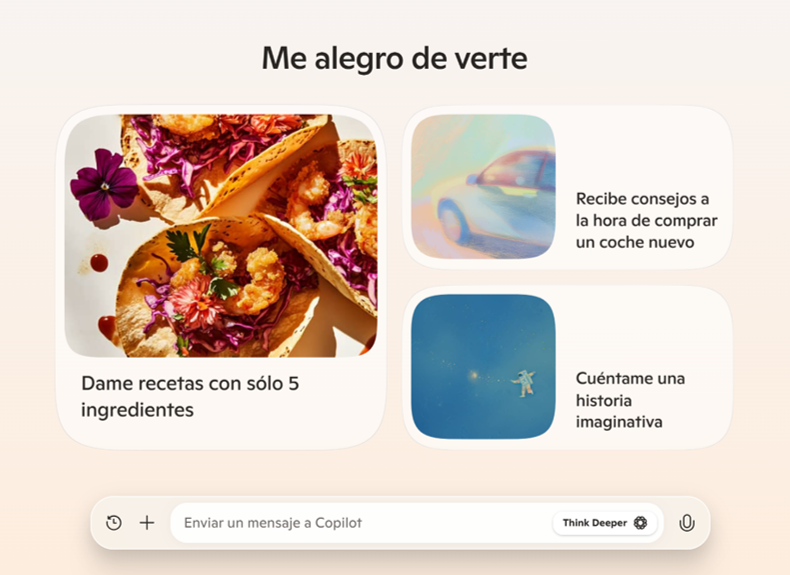 Me alegro de verte
Dame recetas con sólo 5
ingredientes
Recibe consejos a
la hora de comprar
un coche nuevo
Cuéntame una
historia
imaginativa
Enviar un mensaje a Copilot
Think Deeper